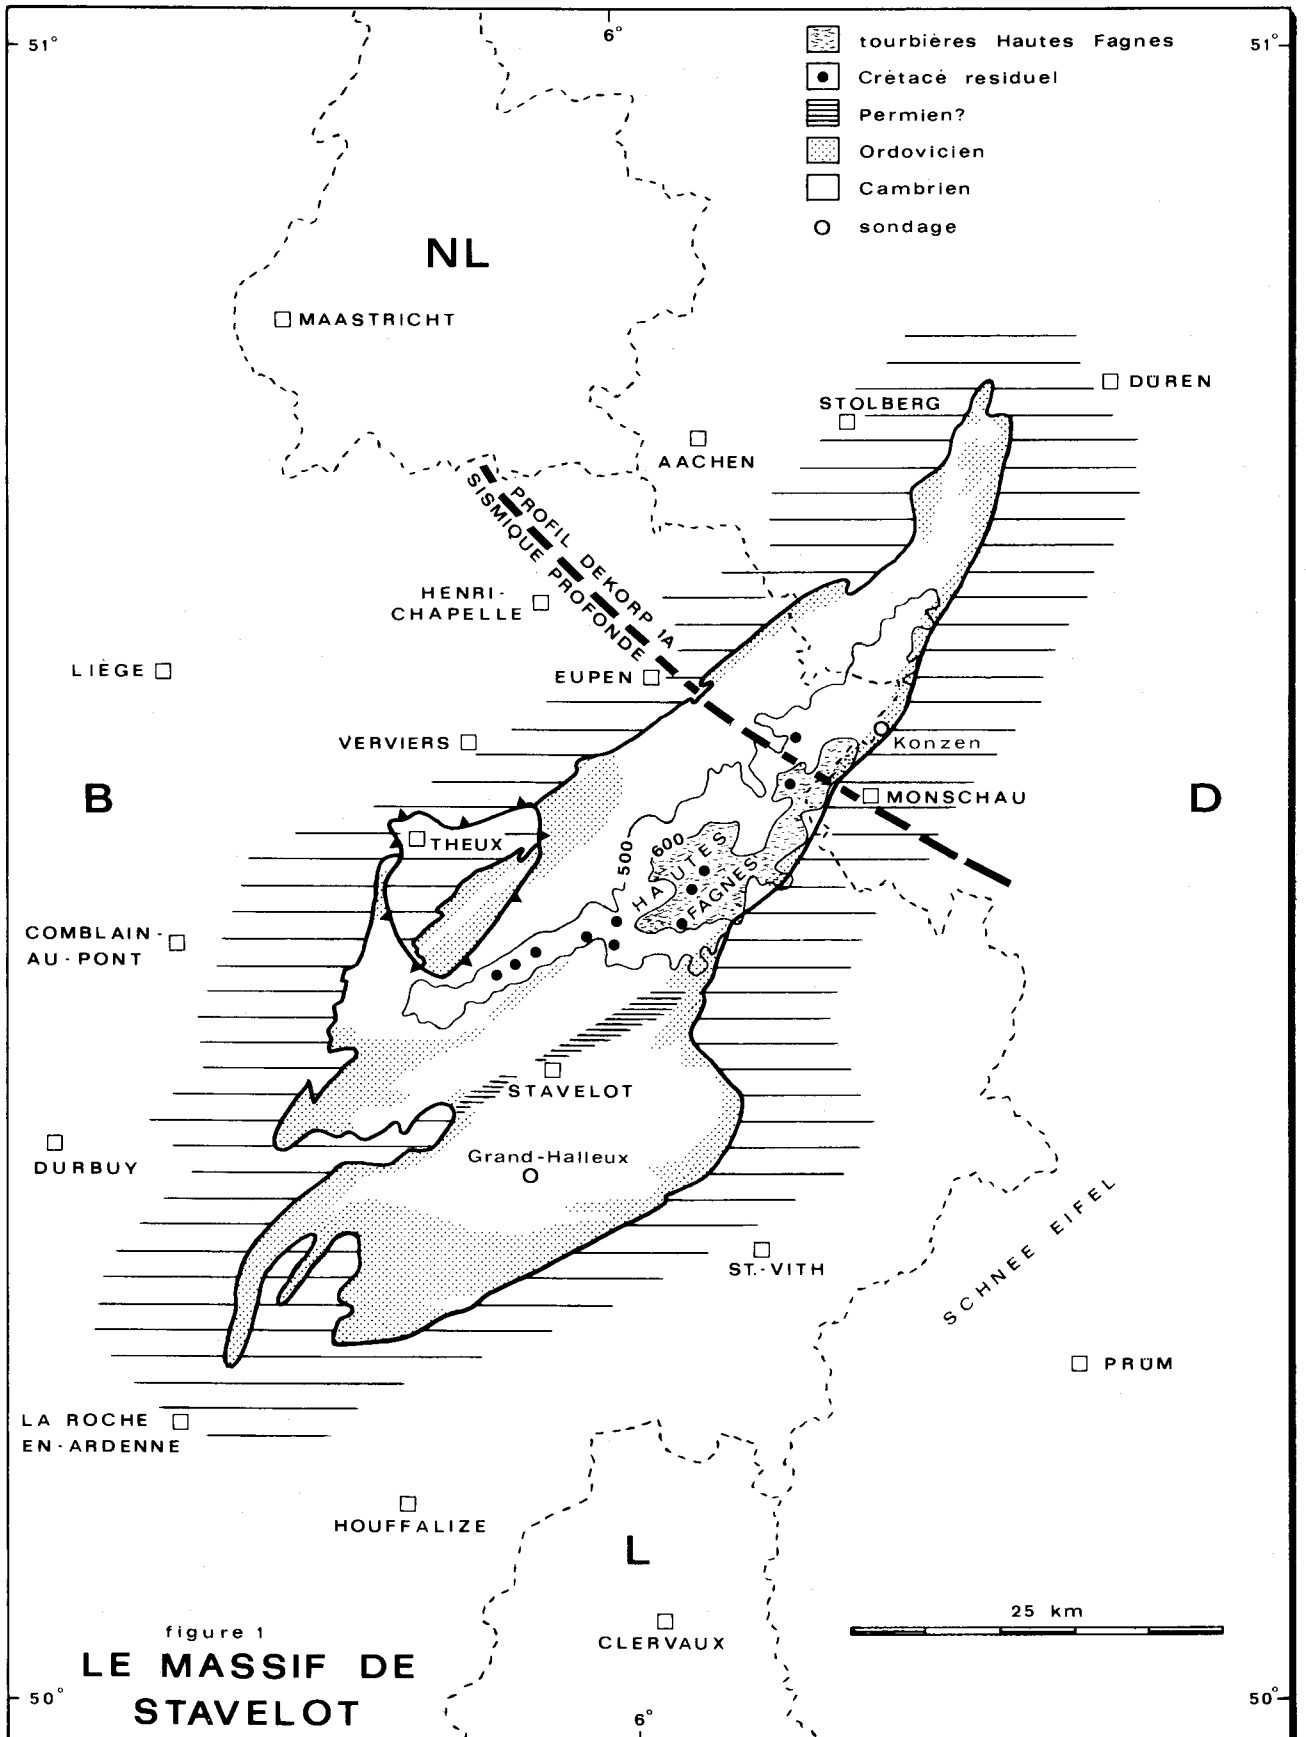 6°
51°
51°
tourbières Hautes Fagnes
Crétacé residuel
Permien?
Ordovicien
Cambrien
sondage
NL
MAASTRICHT
DÜREN
STOLBERG
AACHEN
PROFIL DEKORP 1A
SISMIQUE PROFONDE
HENRI-
CHAPELLE
LIÈGE
EUPEN
VERVIERS
Konzen
B
MONSCHAU
D
THEUX
500
600
HAUTES
FAGNES
COMBLAIN-
AU-PONT
STAVELOT
DURBUY
Grand-Halleux
ST.-VITH
SCHNEE EIFEL
PRÜM
LA ROCHE
EN-ARDENNE
HOUFFALIZE
L
25 km
CLERVAUX
figure 1
LE MASSIF DE
STAVELOT
50°
50°
6°